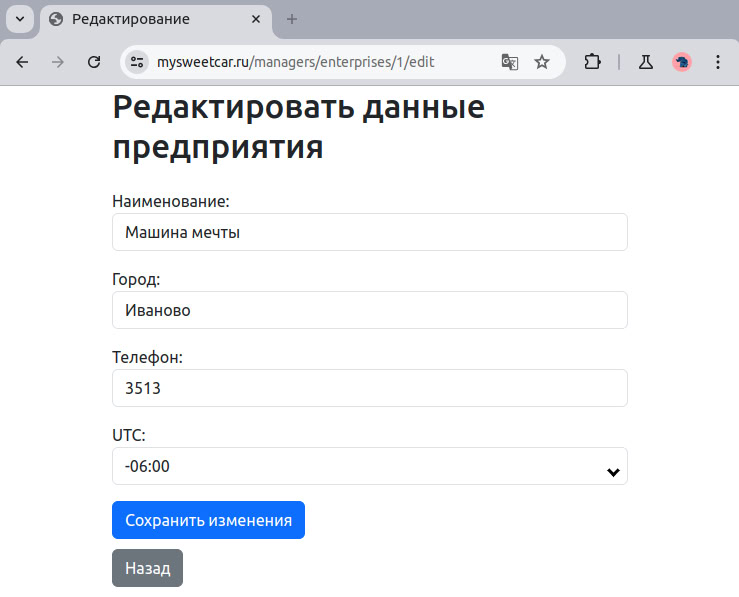 Редактирование
mysweetcar.ru/managers/enterprises/1/edit
Редактировать данные
предприятия
Наименование:
Машина мечты
Город:
Иваново
Телефон:
3513
UTC:
-06:00
Сохранить изменения
Назад